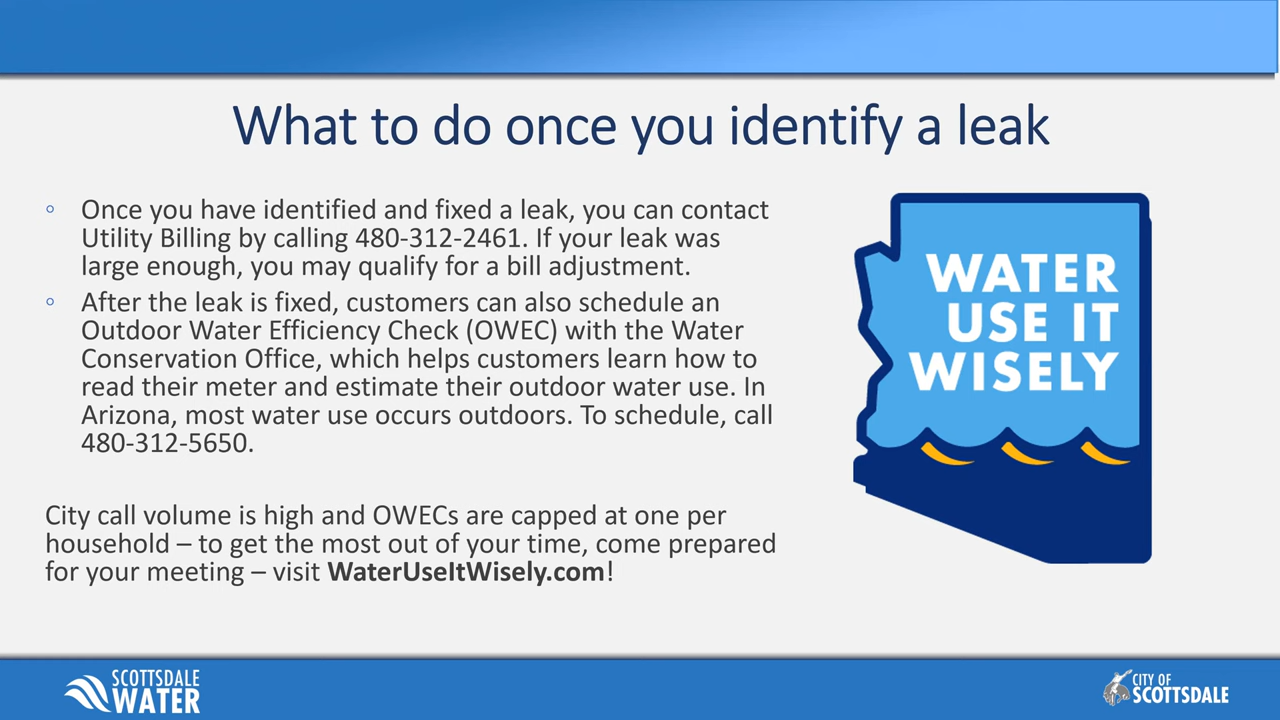 What to do once you identify a leak
◦ Once you have identified and fixed a leak, you can contact
Utility Billing by calling 480-312-2461. If your leak was
large enough, you may qualify for a bill adjustment.
◦ After the leak is fixed, customers can also schedule an
Outdoor Water Efficiency Check (OWEC) with the Water
Conservation Office, which helps customers learn how to
read their meter and estimate their outdoor water use. In
Arizona, most water use occurs outdoors. To schedule, call
480-312-5650.
City call volume is high and OWECs are capped at one per
household – to get the most out of your time, come prepared
for your meeting – visit WaterUseItWisely.com!
WATER
USE IT
WISELY
SCOTTSDALE
WATER
CITY OF
SCOTTSDALE